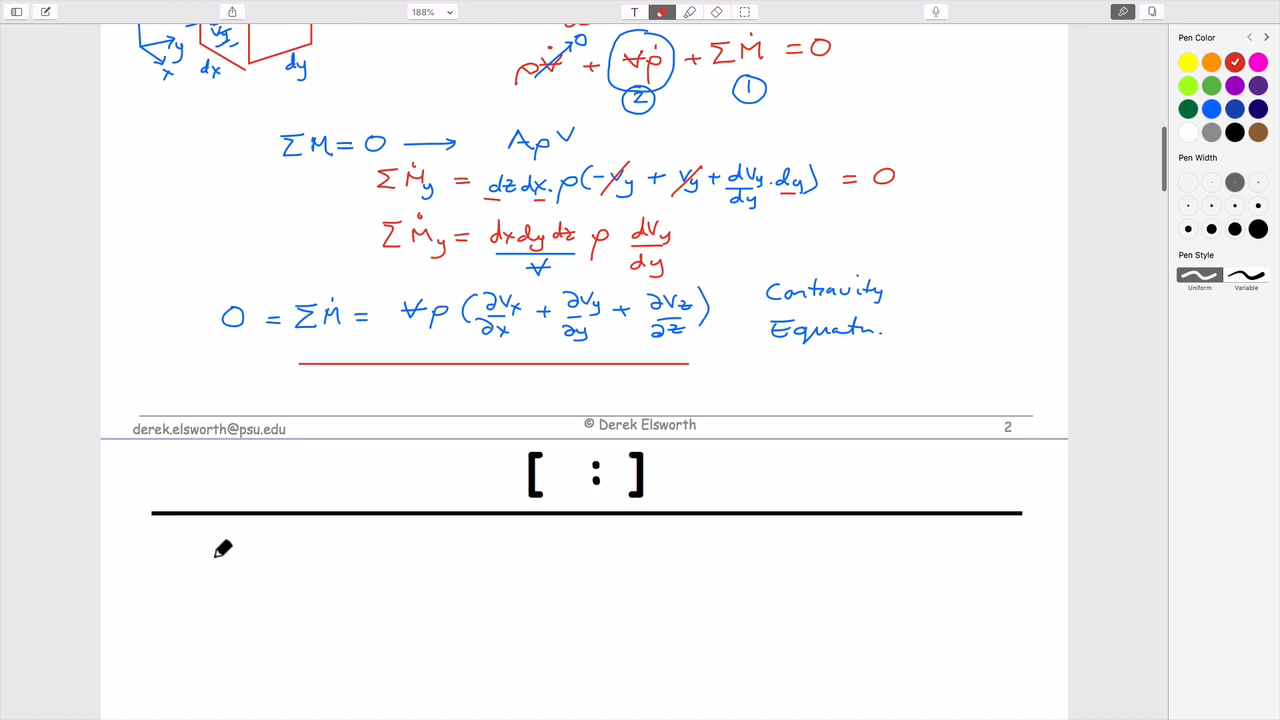 188%
Pen Color
y
x
dx
dy
ρV̶̇ 0 + V̶ρ̇ + ΣṀ = 0
2 1
ΣM = 0 → AρV
ΣṀy = dz dx · ρ(-vy + vy + dvy/dy · dy) = 0
ΣṀy = dx dy dz ρ dvy/dy
V̶
0 = ΣṀ = V̶ρ(∂vx/∂x + ∂vy/∂y + ∂vz/∂z)
Continuity
Equatn.
derek.elsworth@psu.edu
© Derek Elsworth
2
[ : ]
Pen Width
Pen Style
Uniform
Variable